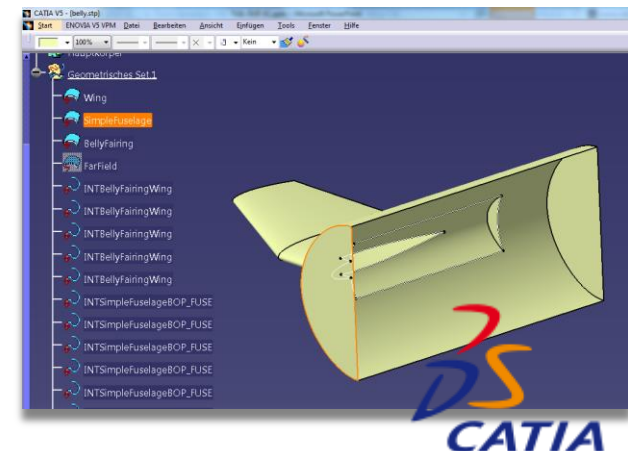 CATIA V5 - [belly.stp]
Start ENOVIA V5 VPM Datei Bearbeiten Ansicht Einfügen Tools Fenster Hilfe
100% Kein
Hauptkörper
Geometrisches Set.1
Wing
SimpleFuselage
BellyFairing
FarField
INTBellyFairingWing
INTBellyFairingWing
INTBellyFairingWing
INTBellyFairingWing
INTBellyFairingWing
INTSimpleFuselageBOP_FUSE
INTSimpleFuselageBOP_FUSE
INTSimpleFuselageBOP_FUSE
INTSimpleFuselageBOP_FUSE
INTSimpleFuselageBOP_FUSE
CATIA